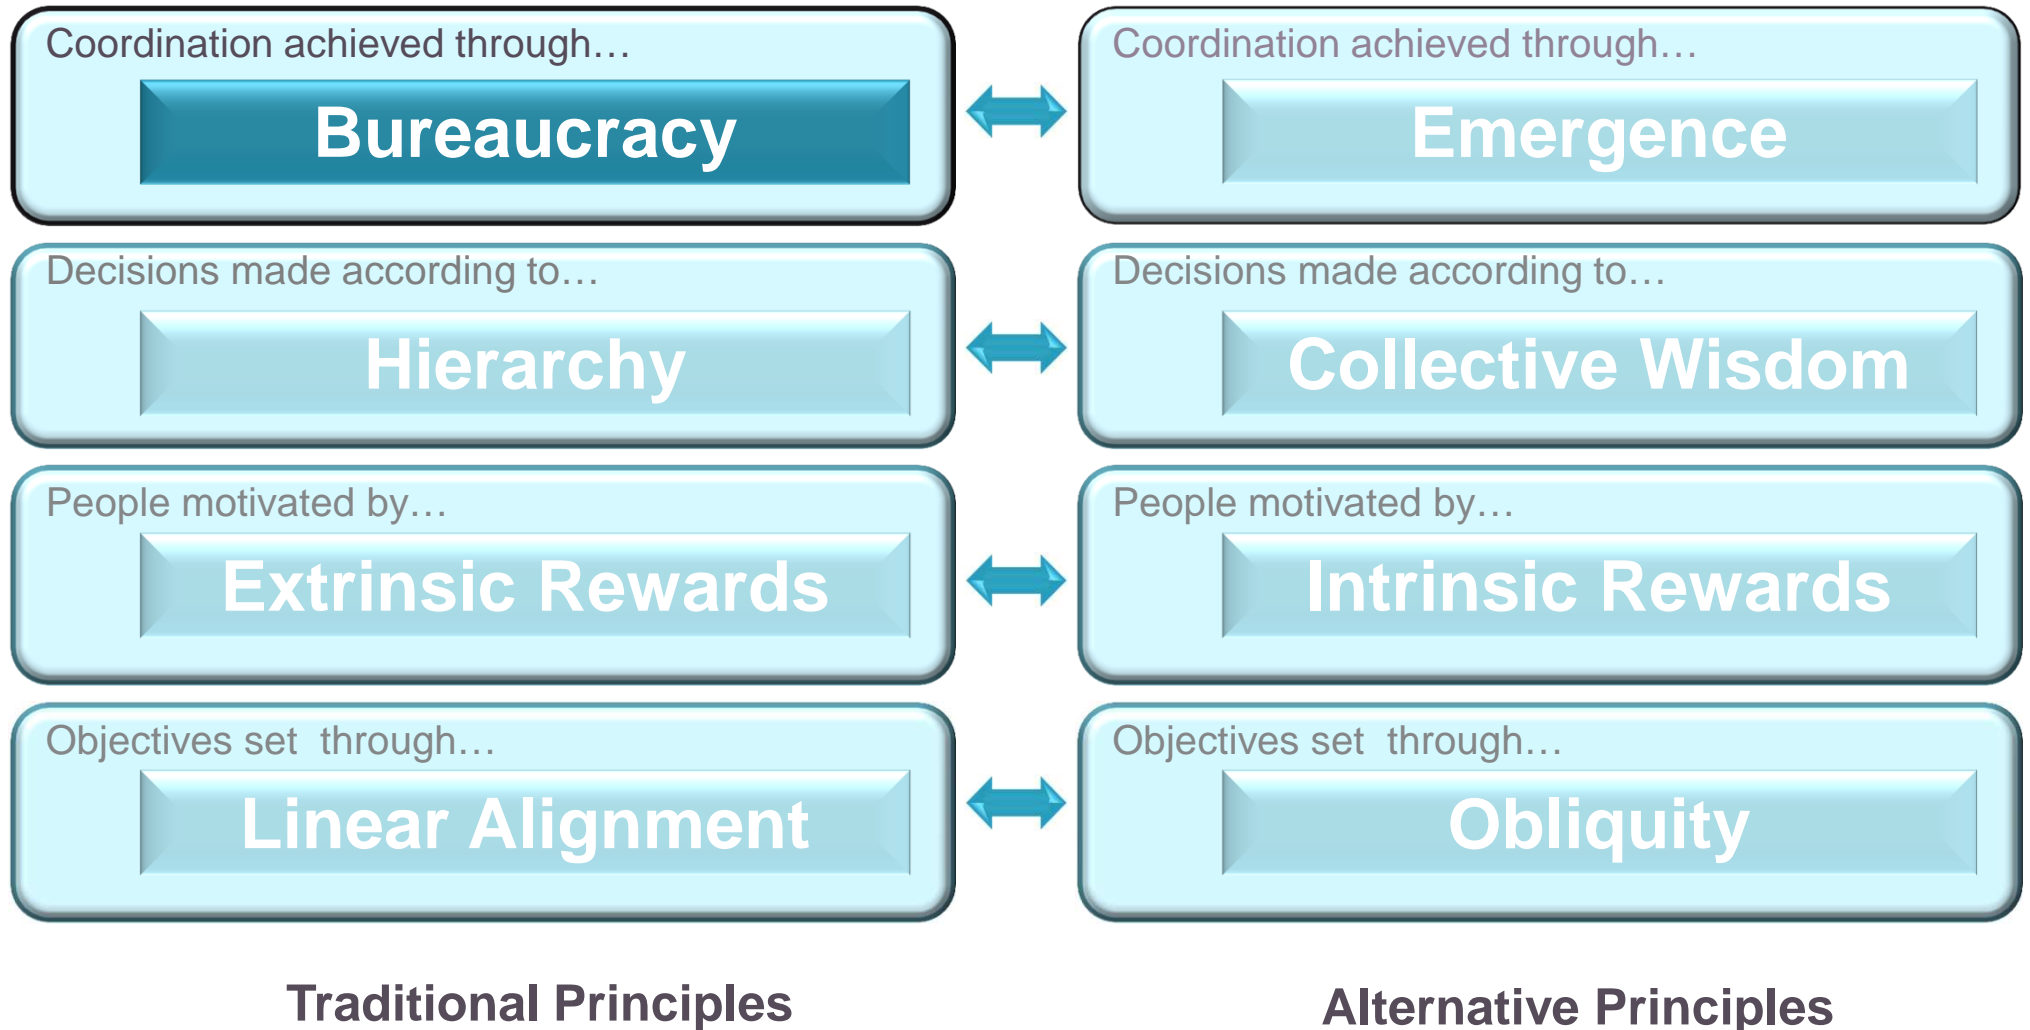 Coordination achieved through…
Bureaucracy
Coordination achieved through…
Emergence
Decisions made according to…
Hierarchy
Decisions made according to…
Collective Wisdom
People motivated by…
Extrinsic Rewards
People motivated by…
Intrinsic Rewards
Objectives set  through…
Linear Alignment
Objectives set  through…
Obliquity
Traditional Principles
Alternative Principles